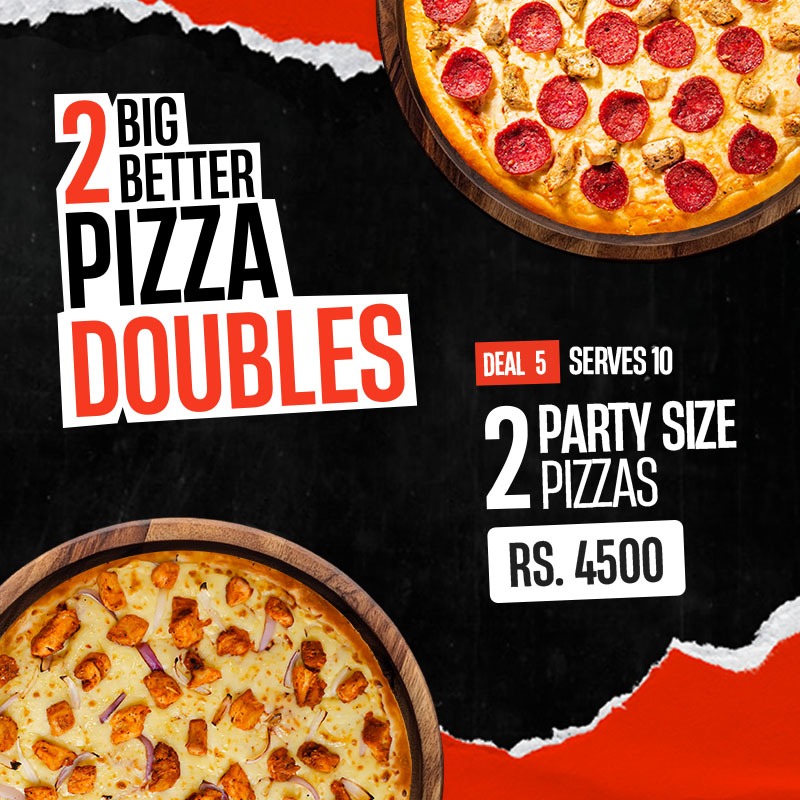 2 BIG
BETTER
PIZZA
DOUBLES
DEAL 5 SERVES 10
2 PARTY SIZE
PIZZAS
RS. 4500